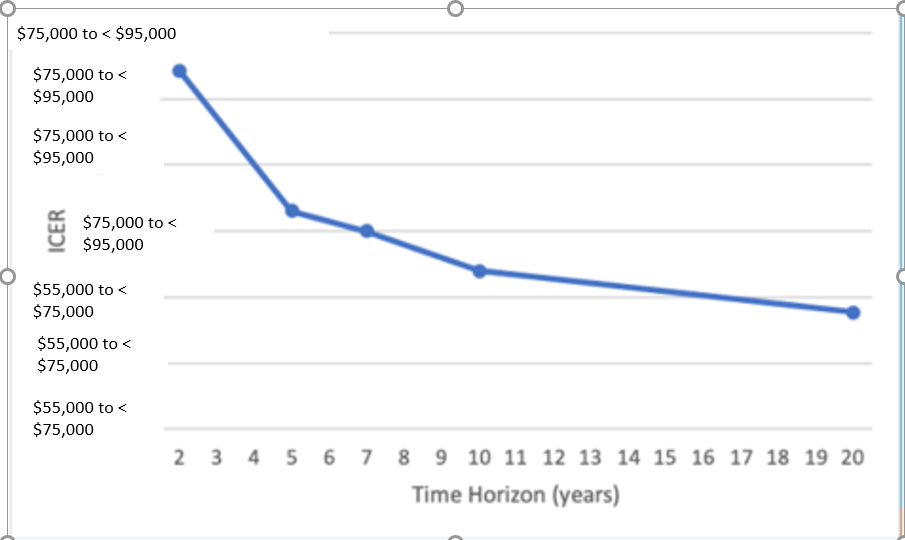 $75,000 to < $95,000
$75,000 to <
$95,000
$75,000 to <
$95,000
ICER
$75,000 to <
$95,000
$55,000 to <
$75,000
$55,000 to <
$75,000
$55,000 to <
$75,000
2 3 4 5 6 7 8 9 10 11 12 13 14 15 16 17 18 19 20
Time Horizon (years)